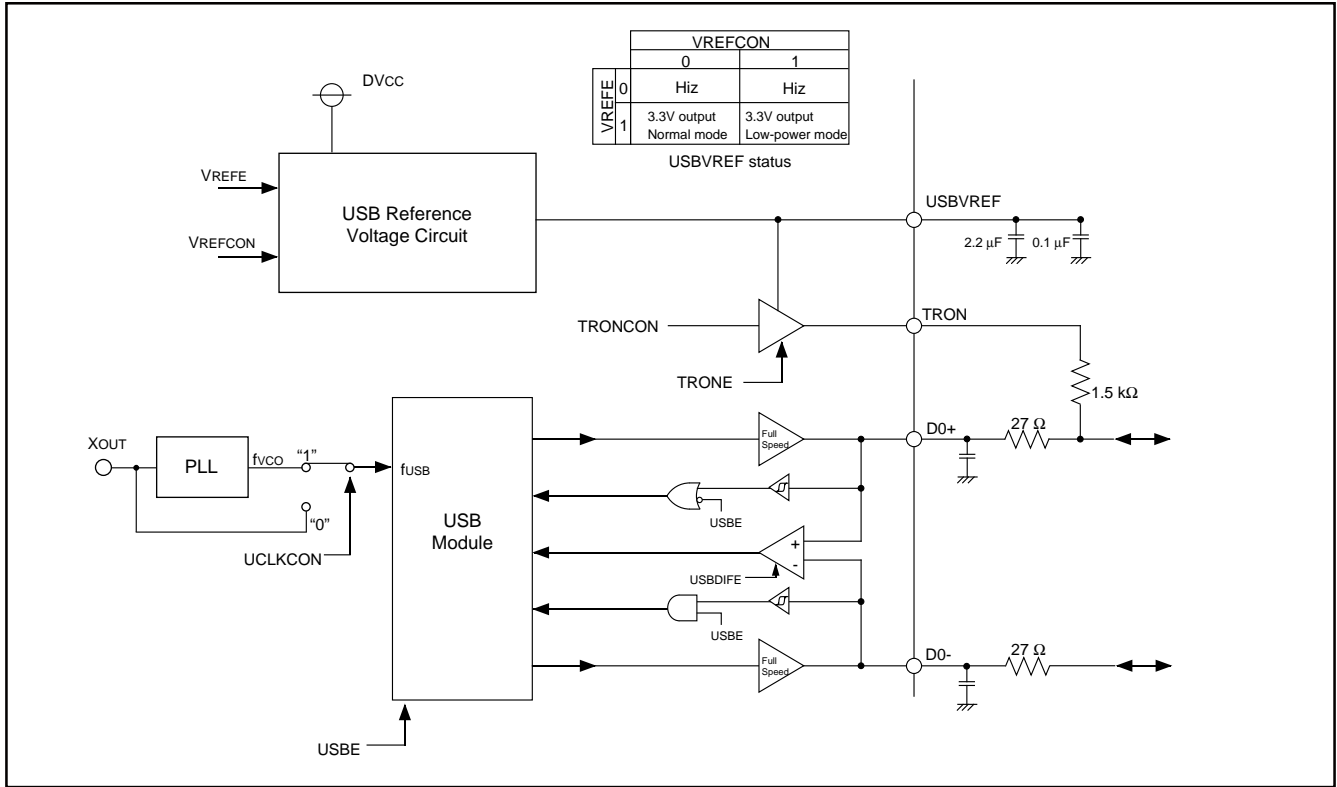 VREFCON
0 1
VREFE
0 Hiz Hiz
1 3.3V output 3.3V output
Normal mode Low-power mode
USBVREF status
DVCC
VREFE
VREFCON
USB Reference
Voltage Circuit
USBVREF
2.2 μF 0.1 μF
TRONCON
TRON
TRONE
1.5 kΩ
XOUT
PLL
fVCO
"1"
"0"
UCLKCON
fUSB
USB
Module
USBE
Full
Speed
D0+
27 Ω
USBE
+
-
USBDIFE
USBE
Full
Speed
D0-
27 Ω